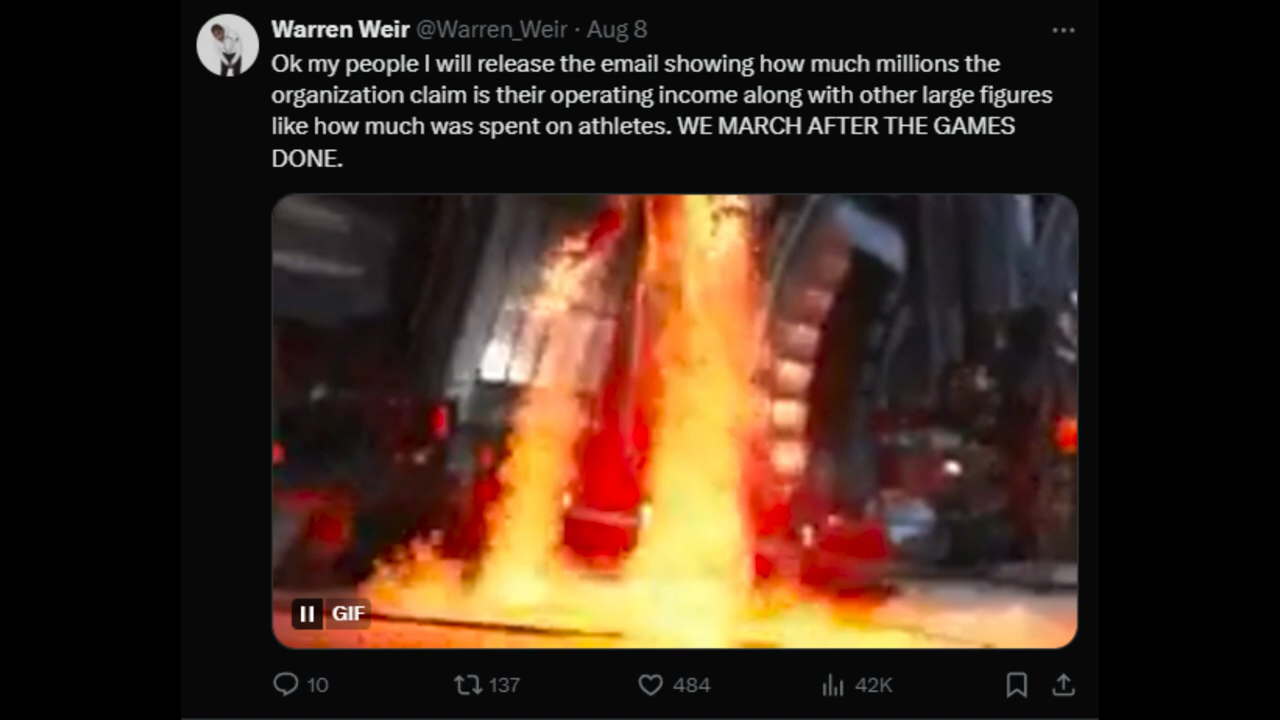 Warren Weir @Warren_Weir · Aug 8
Ok my people I will release the email showing how much millions the
organization claim is their operating income along with other large figures
like how much was spent on athletes. WE MARCH AFTER THE GAMES
DONE.
GIF
10 137 484 42K